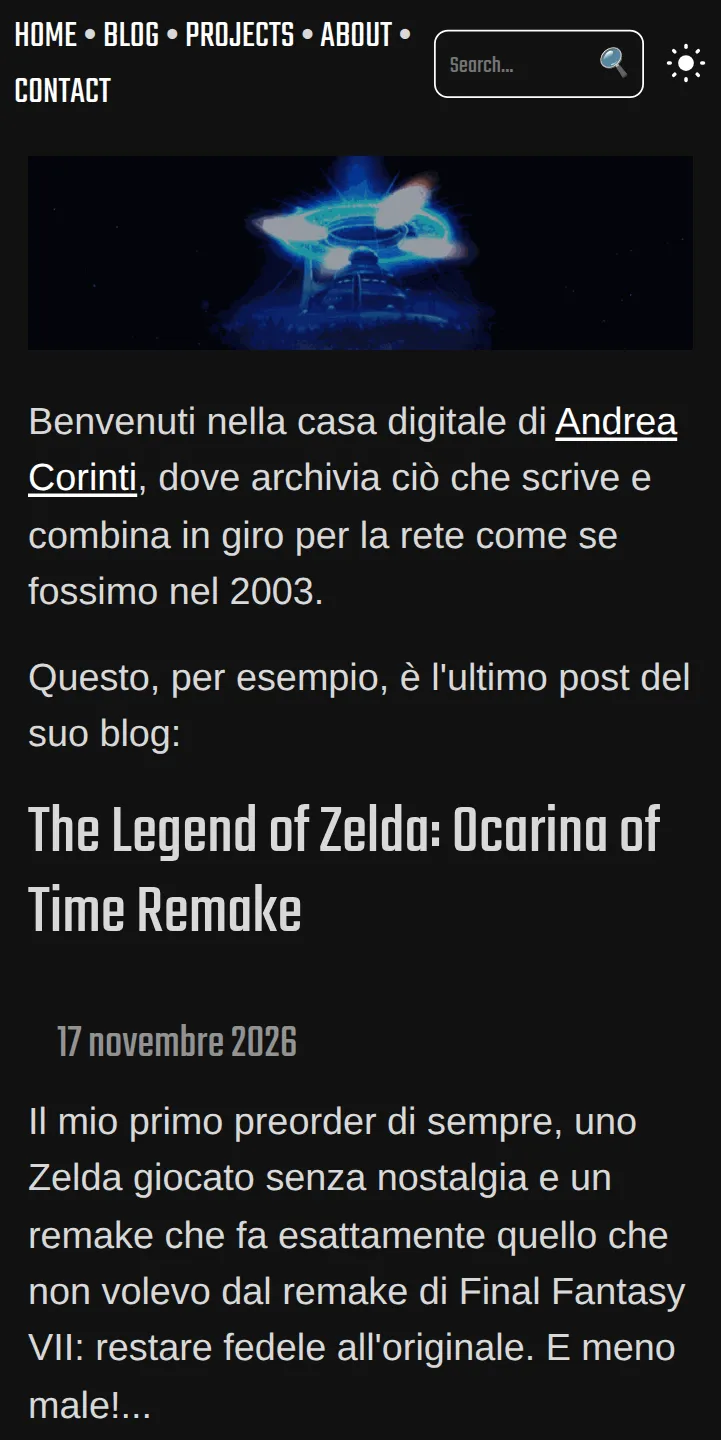 HOME • BLOG • PROJECTS • ABOUT •
CONTACT
Search...
Benvenuti nella casa digitale di Andrea
Corinti, dove archivia ciò che scrive e
combina in giro per la rete come se
fossimo nel 2003.
Questo, per esempio, è l'ultimo post del
suo blog:
The Legend of Zelda: Ocarina of
Time Remake
17 novembre 2026
Il mio primo preorder di sempre, uno
Zelda giocato senza nostalgia e un
remake che fa esattamente quello che
non volevo dal remake di Final Fantasy
VII: restare fedele all'originale. E meno
male!...